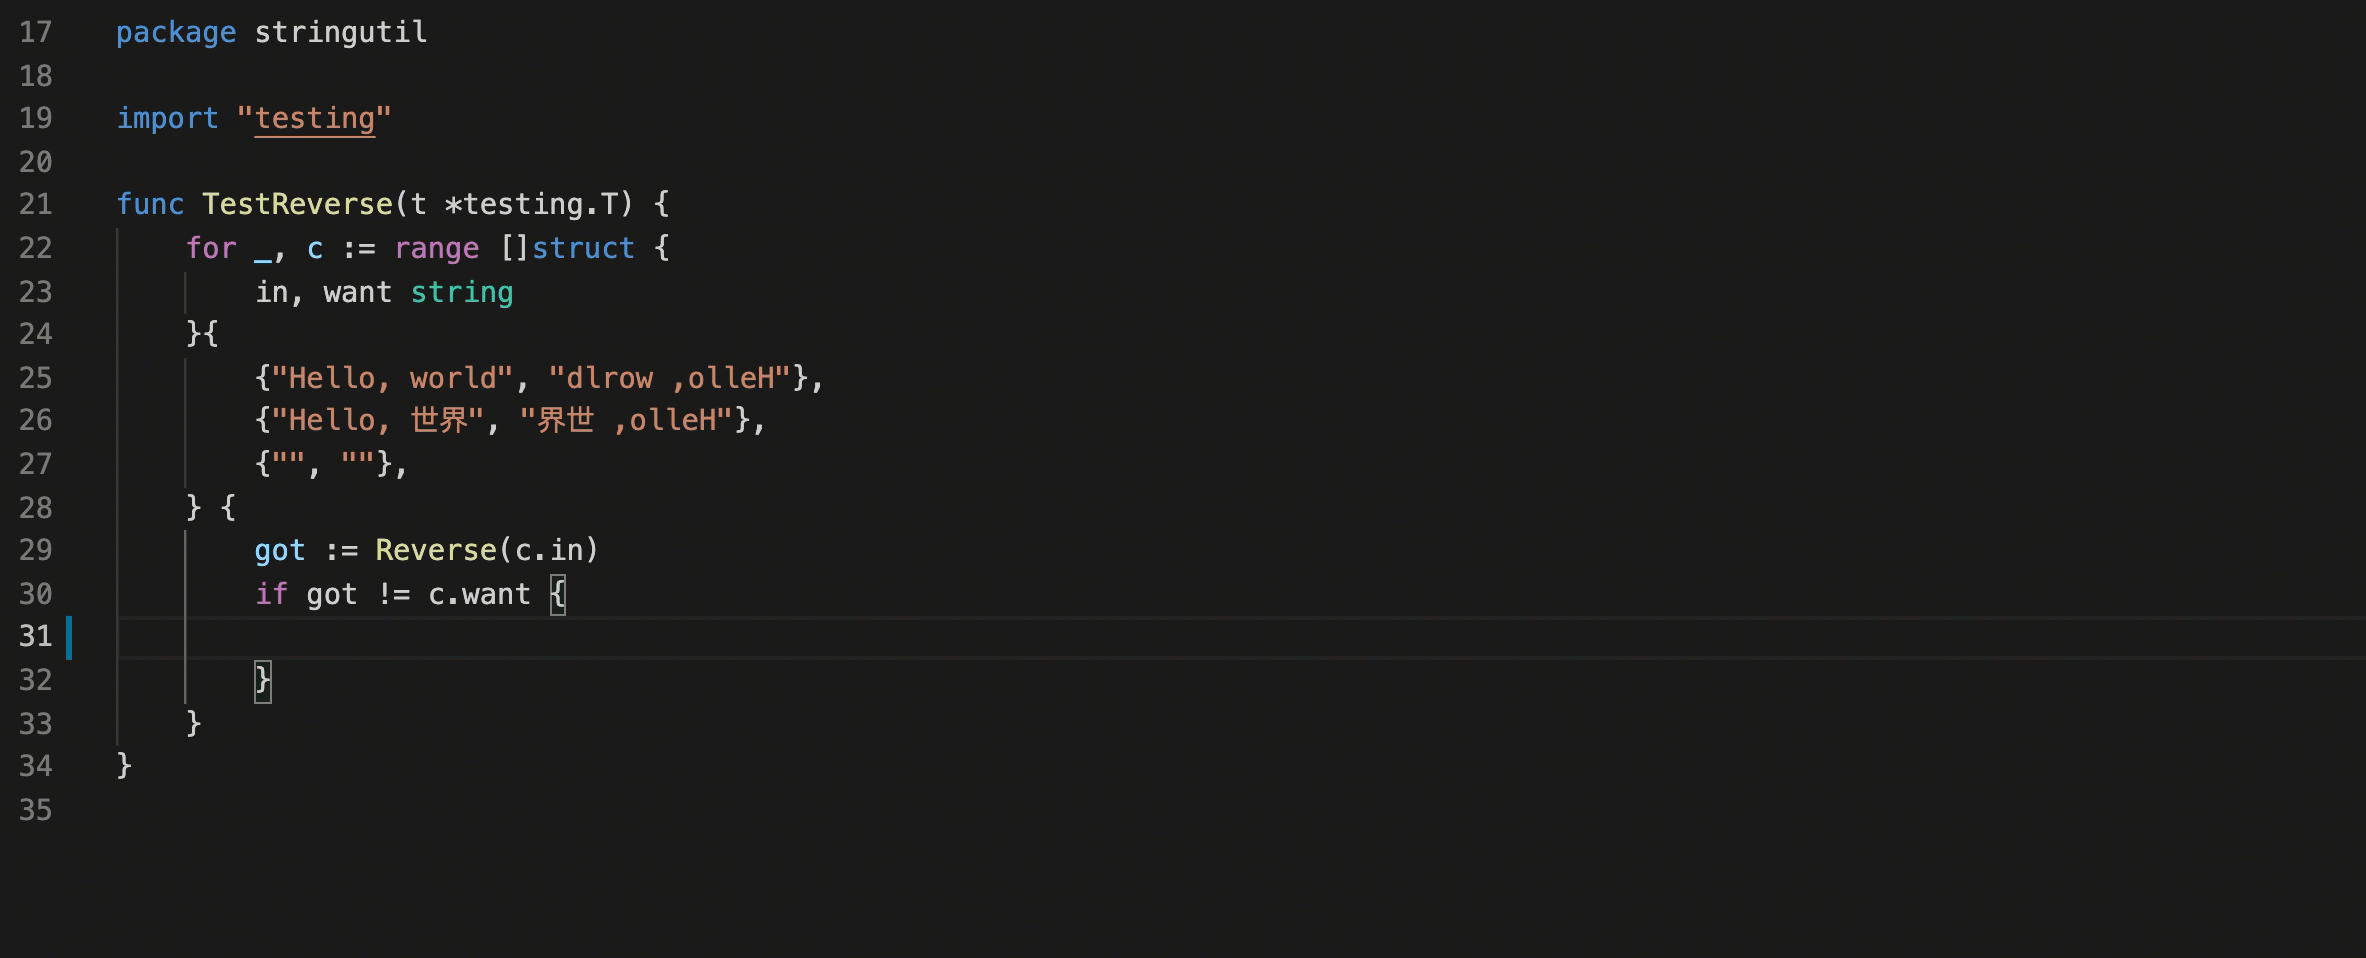 17 package stringutil
18
19 import "testing"
20
21 func TestReverse(t *testing.T) {
22     for _, c := range []struct {
23         in, want string
24     }{
25         {"Hello, world", "dlrow ,olleH"},
26         {"Hello, 世界", "界世 ,olleH"},
27         {"", ""},
28     } {
29         got := Reverse(c.in)
30         if got != c.want {
31
32         }
33     }
34 }
35